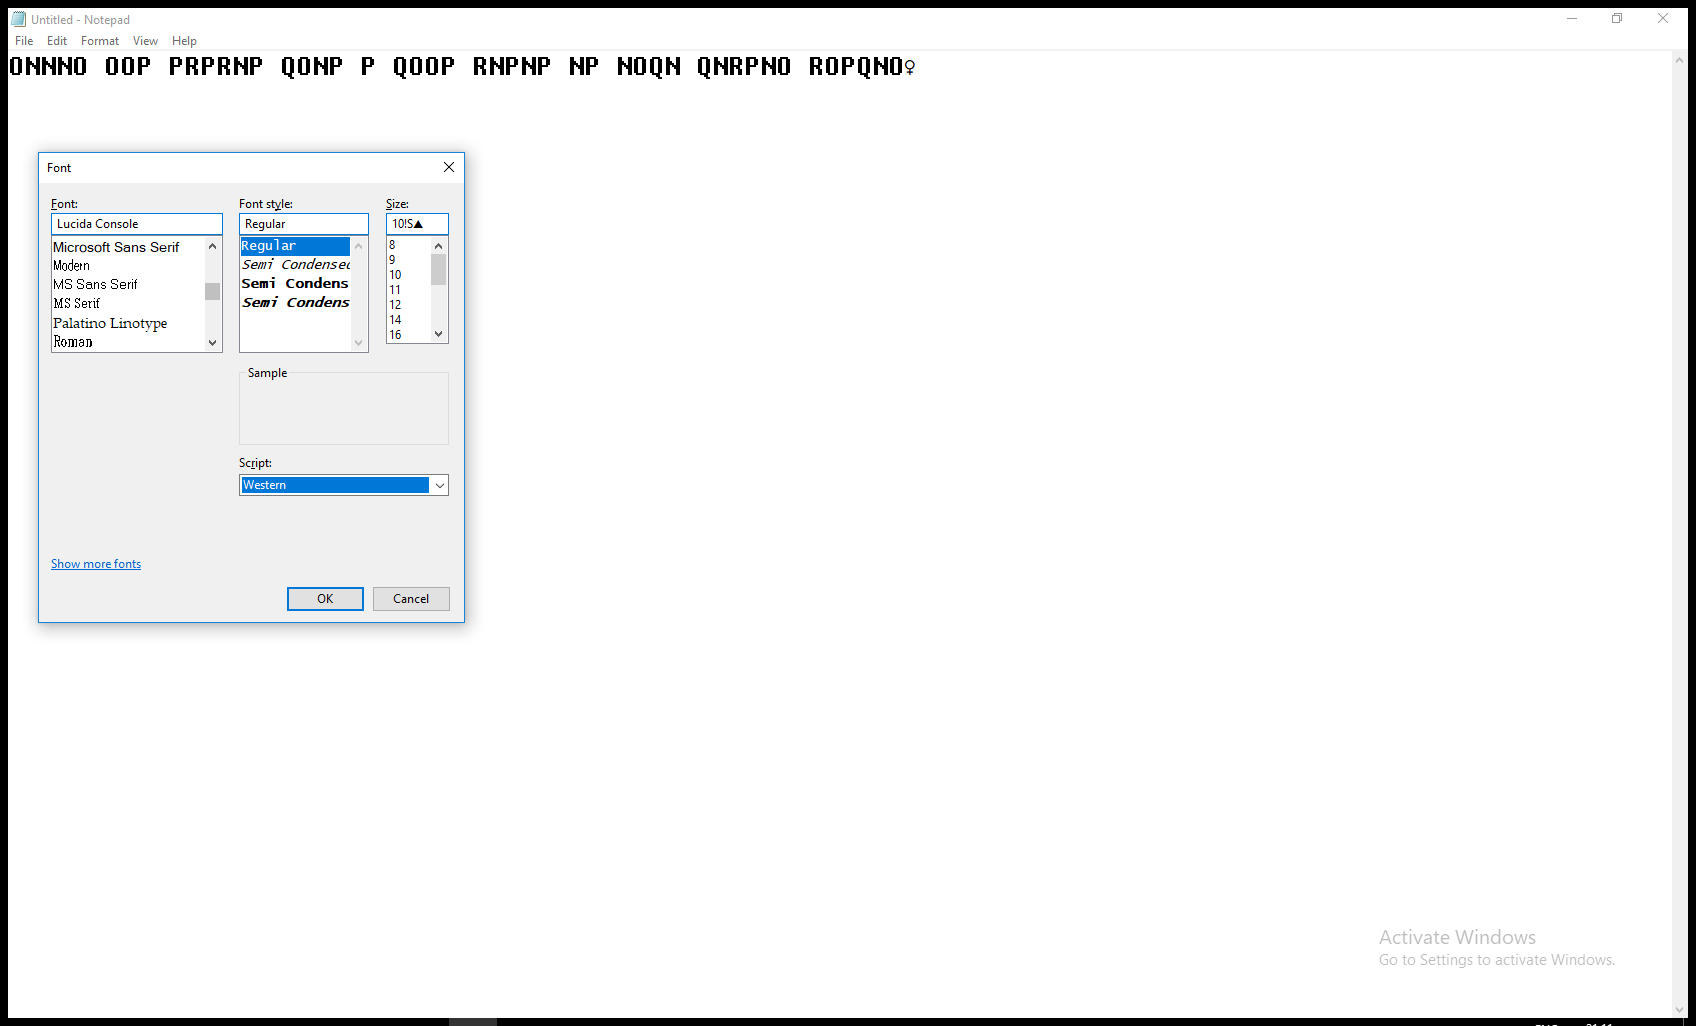 Untitled - Notepad
File Edit Format View Help
ONNNO OOP PRPRNP QONP P QOOP RNPNP NP NOQN QNRPNO ROPQNO♀
Font
Font: Font style: Size:
Lucida Console Regular 10!S▲
Microsoft Sans Serif Regular 8
Modern Semi Condensed 9
MS Sans Serif Semi Condens 10
MS Serif Semi Condens 11
Palatino Linotype 12
Roman 14
16
Sample
Script:
Western
Show more fonts
OK Cancel
Activate Windows
Go to Settings to activate Windows.